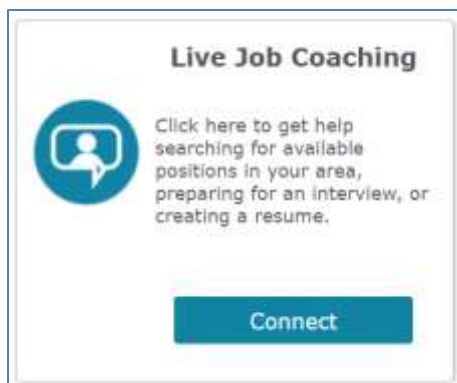 Live Job Coaching
Click here to get help
searching for available
positions in your area,
preparing for an interview, or
creating a resume.
Connect